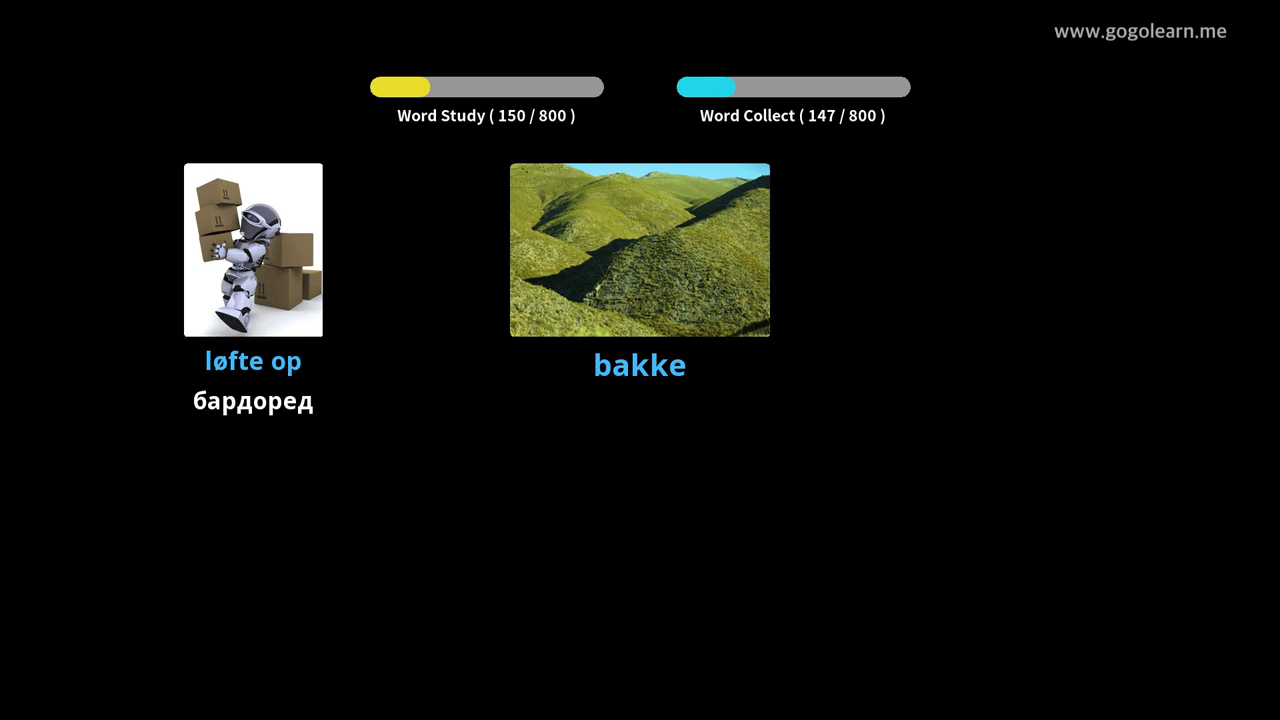 www.gogolearn.me
Word Study ( 150 / 800 )
Word Collect ( 147 / 800 )
løfte op
бардоред
bakke